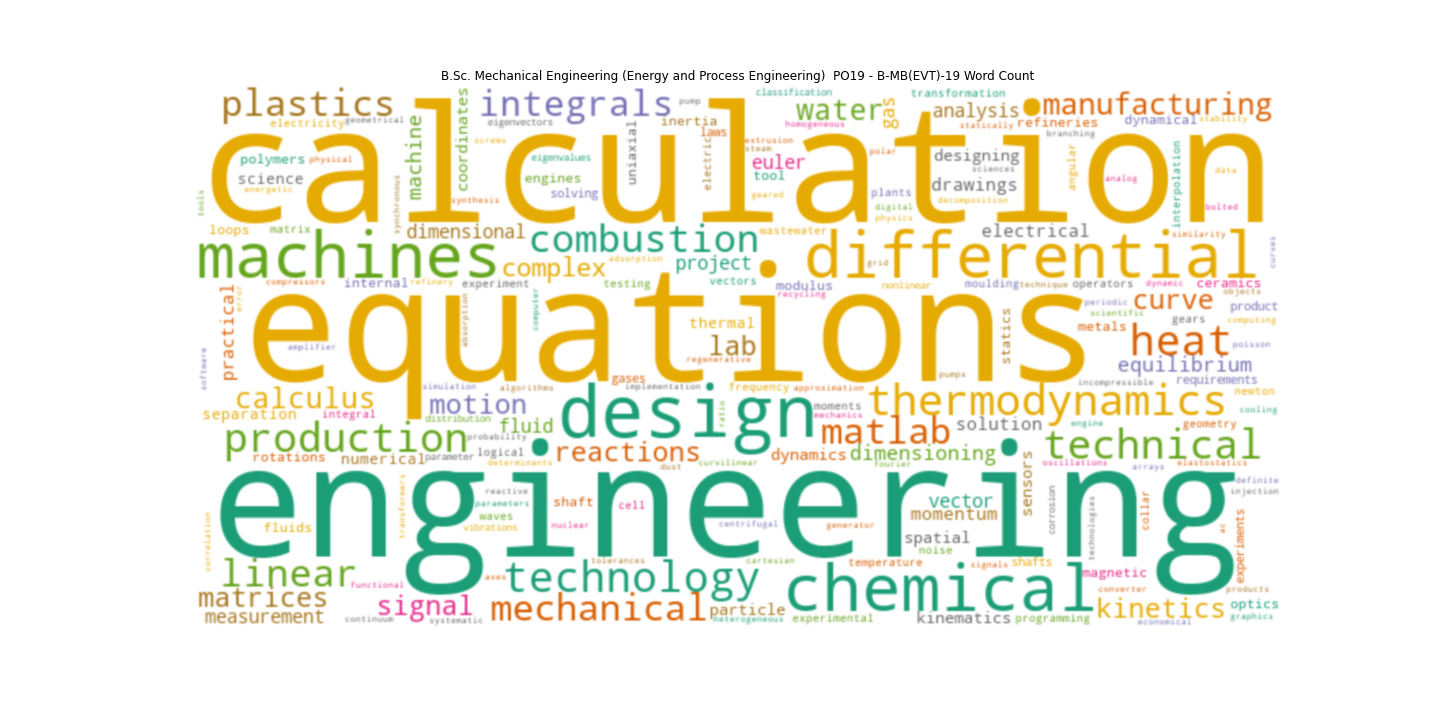 B.Sc. Mechanical Engineering (Energy and Process Engineering)  PO19 - B-MB(EVT)-19 Word Count
plastics
integrals
pump
classification
transformation
water
gas
analysis
manufacturing
electricity
geometrical
machine
coordinates
eigenvectors
inertia
laws
homogeneous
statically
refineries
dynamical
stability
branching
calculation
screws
uniaxial
electric
extrusion
steam
polar
polymers
physical
science
energetic
eigenvalues
engines
solving
euler
tool
designing
sciences
drawings
angular
analog
interpolation
data
tools
synchronous
synthesis
geared
plants
digital
physics
decomposition
bolted
loops
matrix
dimensional
combustion
wastewater
electrical
similarity
machines
complex
adsorption
project
differential
grid
curves
compressors
internal
refinery
experiment
testing
vectors
modulus
recycling
nonlinear
moulding
technique
operators
dynamic
ceramics
objects
practical
error
equations
absorption
computer
periodic
scientific
curve
product
gears
computing
thermal
lab
regenerative
statics
metals
heat
poisson
software
amplifier
equilibrium
pumps
gases
requirements
incompressible
calculus
simulation
algorithms
implementation
frequency
approximation
newton
separation
integral
motion
distribution
fluid
design
ratio
moments
mechanics
thermodynamics
cooling
engine
geometry
production
probability
logical
matlab
solution
technical
rotations
numerical
parameter
determinants
reactions
dust
curvilinear
dynamics
dimensioning
fourier
sensors
oscillations
arrays
elastostatics
definite
injection
engineering
reactive
parameters
waves
vibrations
transformers
shaft
cell
nuclear
centrifugal
generator
vector
momentum
spatial
noise
corrosion
technologies
collar
ac
experiments
correlation
fluids
linear
functional
axes
tolerances
cartesian
temperature
signals
shafts
magnetic
converter
products
technology
chemical
matrices
signal
mechanical
particle
kinetics
optics
measurement
continuum
systematic
heterogeneous
experimental
kinematics
programming
economical
graphics